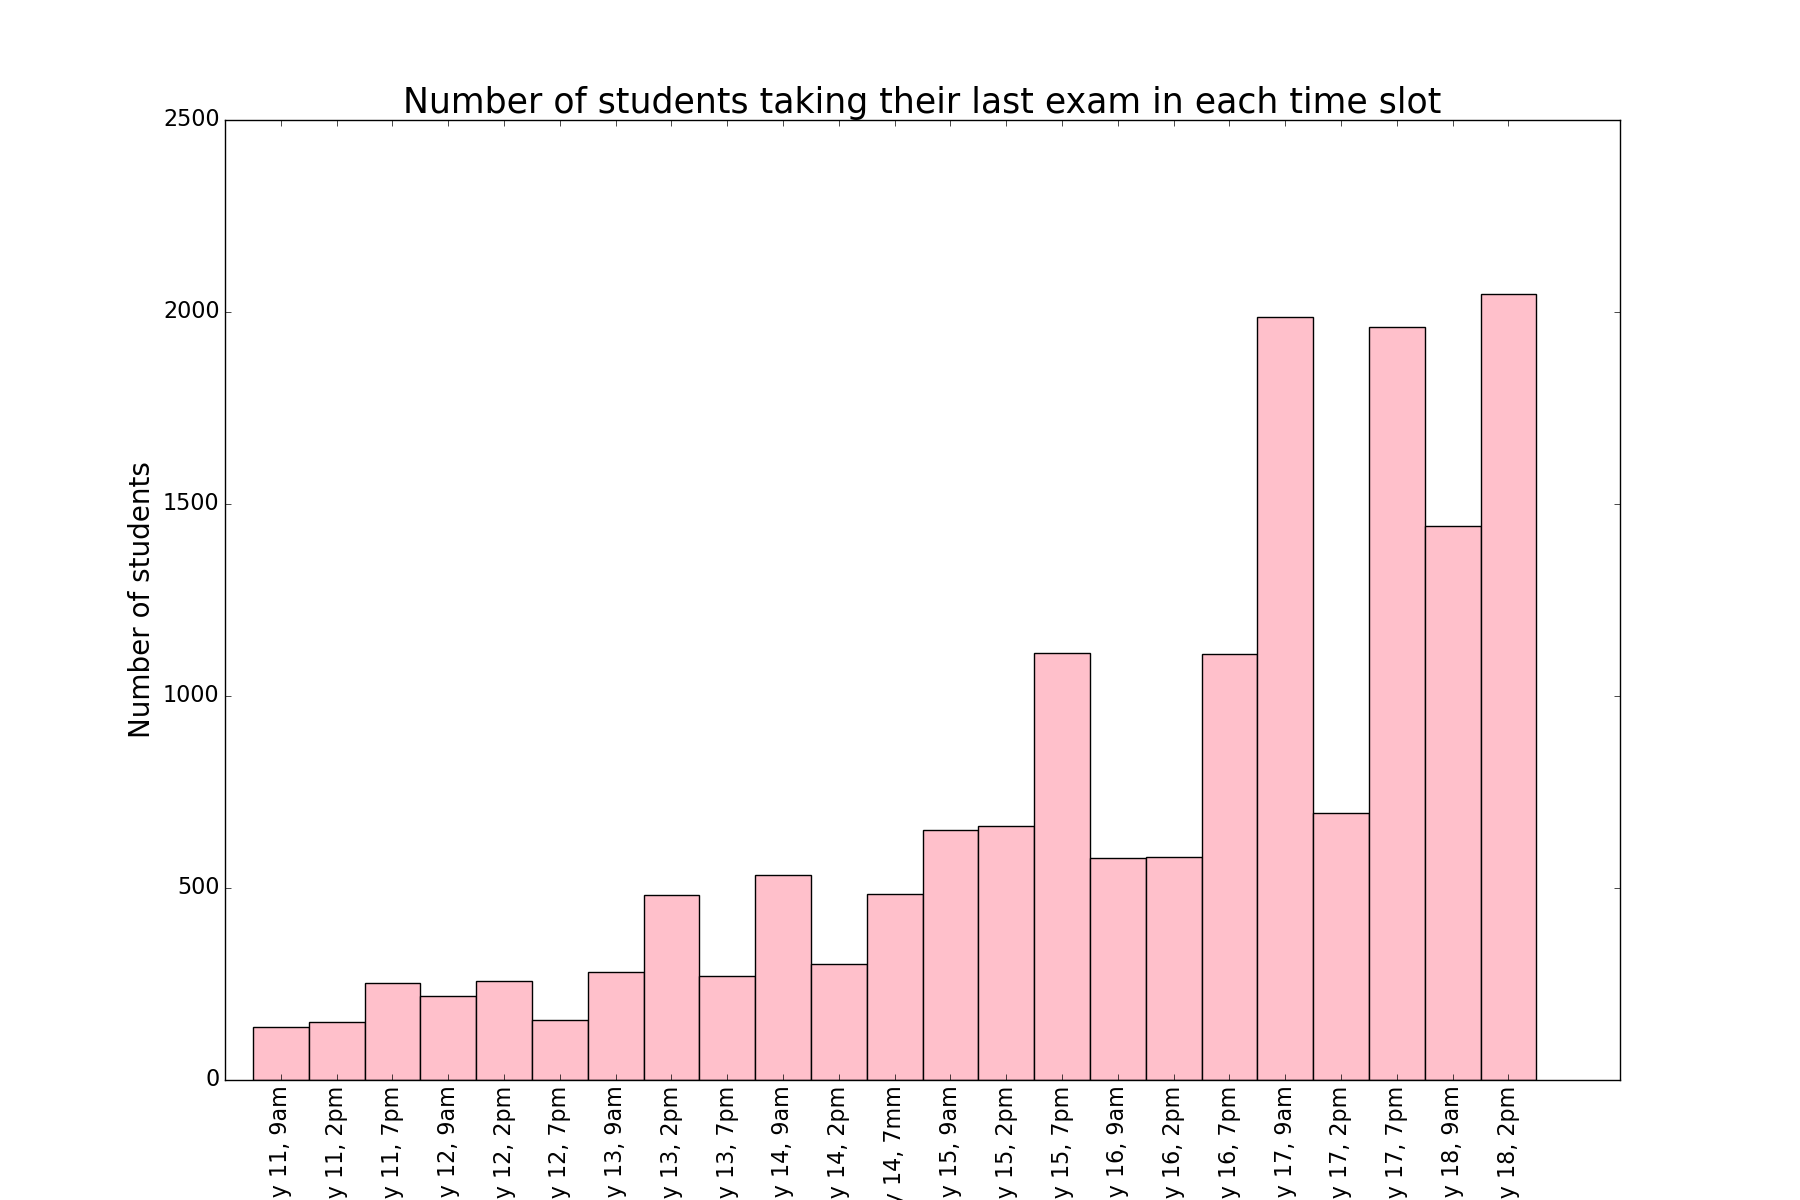 Number of students taking their last exam in each time slot
2500
2000
1500
1000
500
0
Number of students
y 11, 9am
y 11, 2pm
y 11, 7pm
y 12, 9am
y 12, 2pm
y 12, 7pm
y 13, 9am
y 13, 2pm
y 13, 7pm
y 14, 9am
y 14, 2pm
y 14, 7mm
y 15, 9am
y 15, 2pm
y 15, 7pm
y 16, 9am
y 16, 2pm
y 16, 7pm
y 17, 9am
y 17, 2pm
y 17, 7pm
y 18, 9am
y 18, 2pm